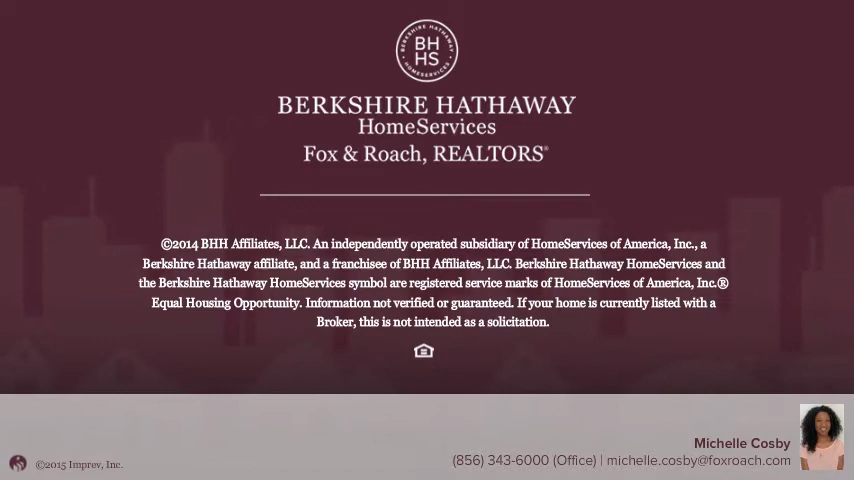 BERKSHIRE HATHAWAY
BH
HS
HOMESERVICES
BERKSHIRE HATHAWAY
HomeServices
Fox & Roach, REALTORS®
©2014 BHH Affiliates, LLC. An independently operated subsidiary of HomeServices of America, Inc., a
Berkshire Hathaway affiliate, and a franchisee of BHH Affiliates, LLC. Berkshire Hathaway HomeServices and
the Berkshire Hathaway HomeServices symbol are registered service marks of HomeServices of America, Inc.®
Equal Housing Opportunity. Information not verified or guaranteed. If your home is currently listed with a
Broker, this is not intended as a solicitation.
Michelle Cosby
(856) 343-6000 (Office) | michelle.cosby@foxroach.com
©2015 Imprev, Inc.